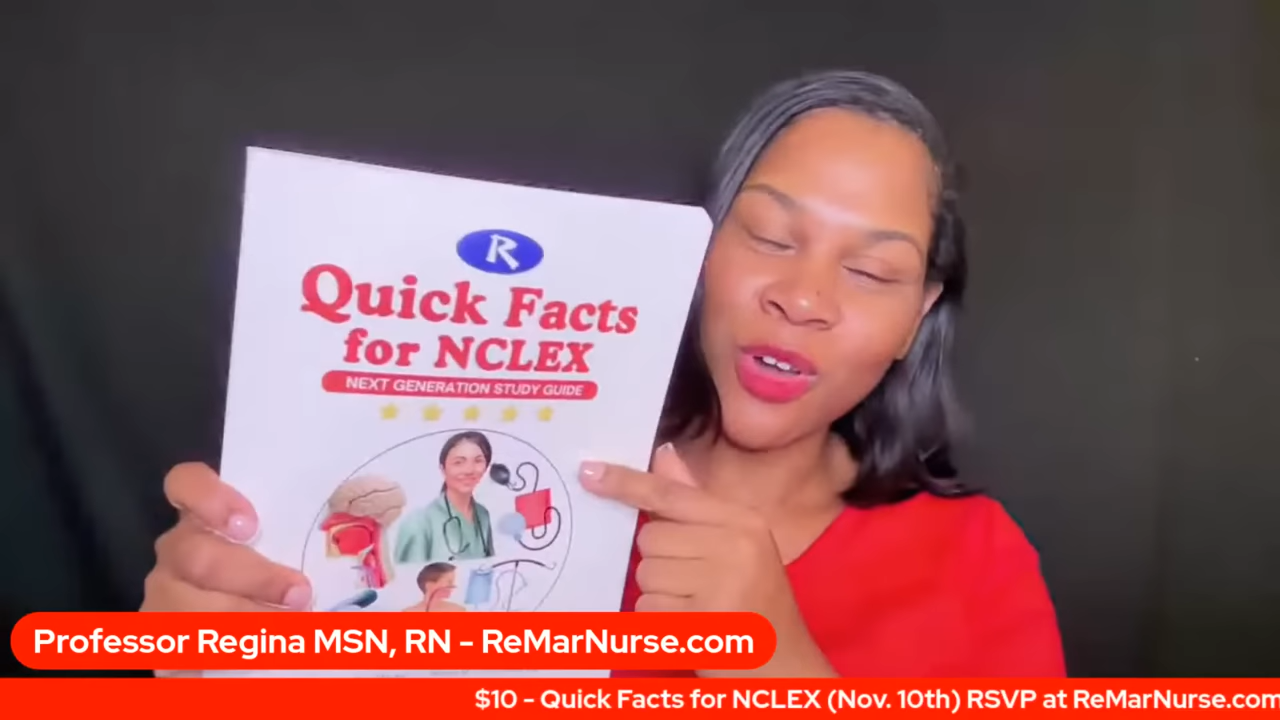 R
Quick Facts
for NCLEX
NEXT GENERATION STUDY GUIDE
Professor Regina MSN, RN - ReMarNurse.com
$10 - Quick Facts for NCLEX (Nov. 10th) RSVP at ReMarNurse.com